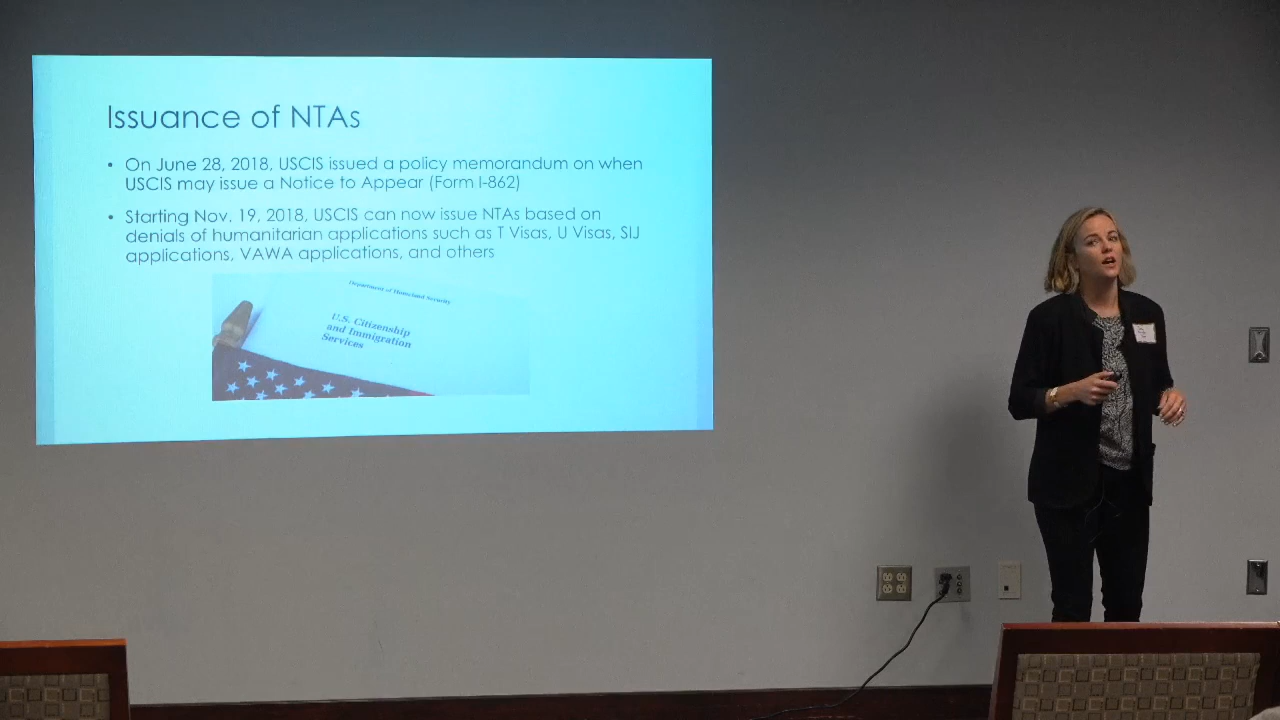 Issuance of NTAs
• On June 28, 2018, USCIS issued a policy memorandum on when
USCIS may issue a Notice to Appear (Form I-862)
• Starting Nov. 19, 2018, USCIS can now issue NTAs based on
denials of humanitarian applications such as T Visas, U Visas, SIJ
applications, VAWA applications, and others
Department of Homeland Security
U.S. Citizenship
and Immigration
Services